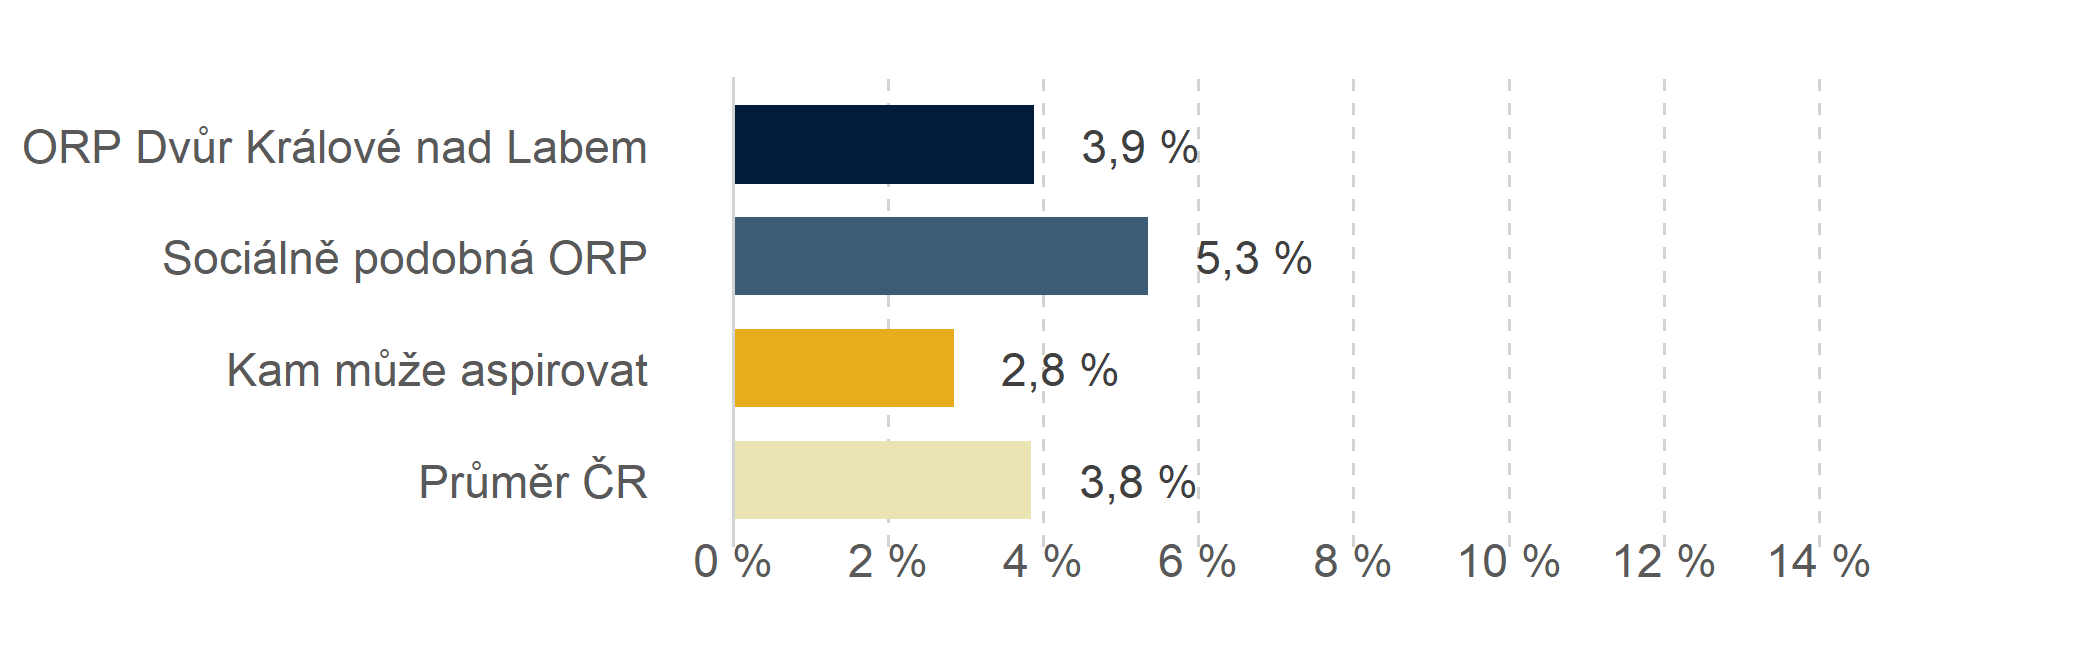 ORP Dvůr Králové nad Labem
3,9 %
Sociálně podobná ORP
5,3 %
Kam může aspirovat
2,8 %
Průměr ČR
3,8 %
0 % 2 % 4 % 6 % 8 % 10 % 12 % 14 %